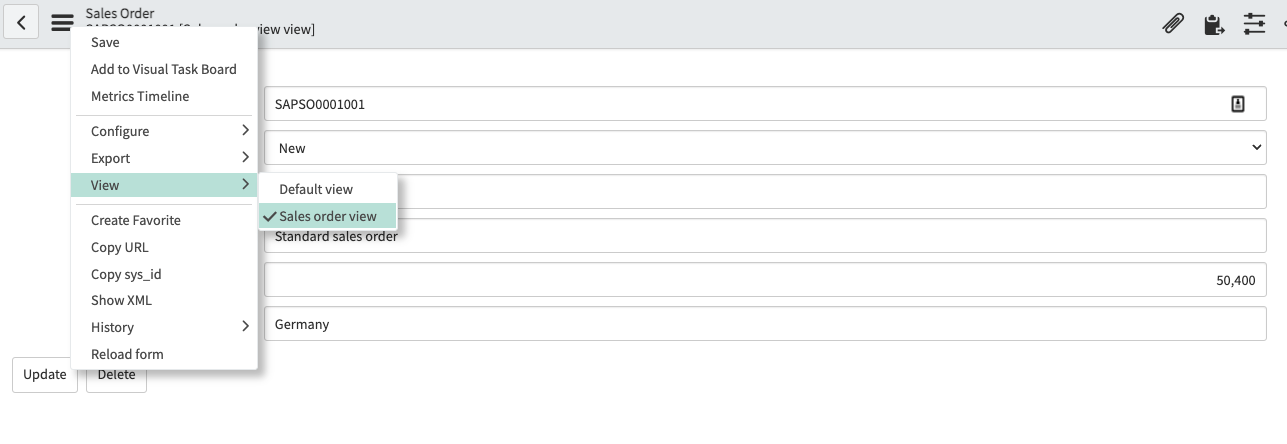 Sales Order
view view]
Save
Add to Visual Task Board
Metrics Timeline
Configure
Export
View
Create Favorite
Copy URL
Copy sys_id
Show XML
History
Reload form
Default view
Sales order view
SAPSO0001001
New
Standard sales order
50,400
Germany
Update
Delete